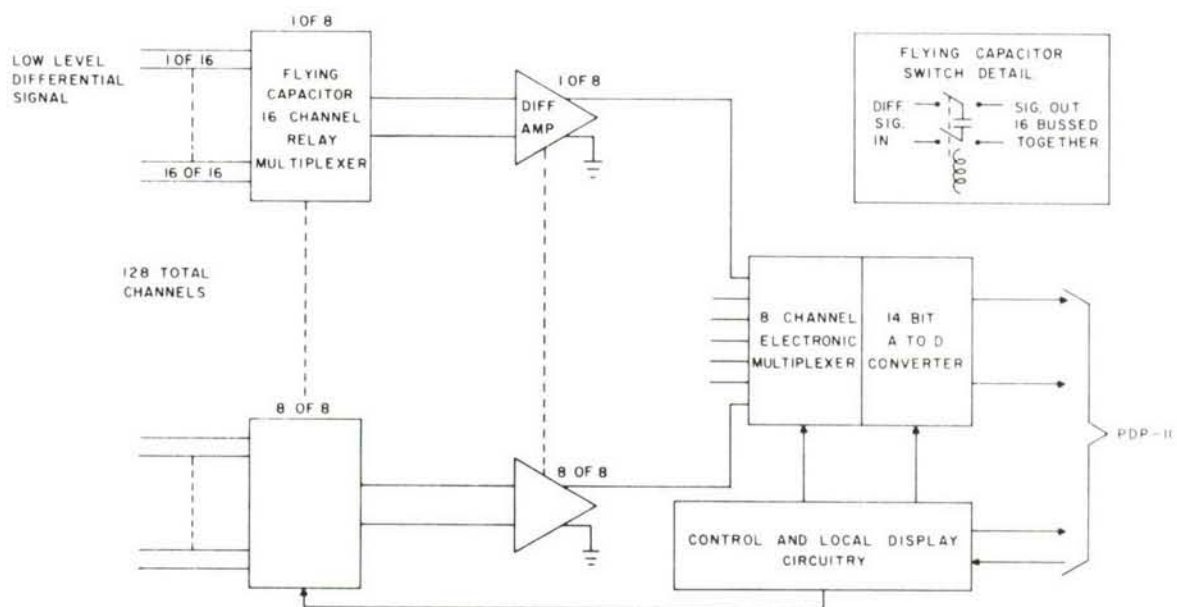 1 OF 8
LOW LEVEL
DIFFERENTIAL
SIGNAL
1 OF 16
16 OF 16
FLYING
CAPACITOR
16 CHANNEL
RELAY
MULTIPLEXER
DIFF
AMP
1 OF 8
FLYING CAPACITOR
SWITCH DETAIL
DIFF.
SIG.
IN
SIG. OUT
16 BUSSED
TOGETHER
128 TOTAL
CHANNELS
8 CHANNEL
ELECTRONIC
MULTIPLEXER
14 BIT
A TO D
CONVERTER
8 OF 8
8 OF 8
PDP-11
CONTROL AND LOCAL DISPLAY
CIRCUITRY